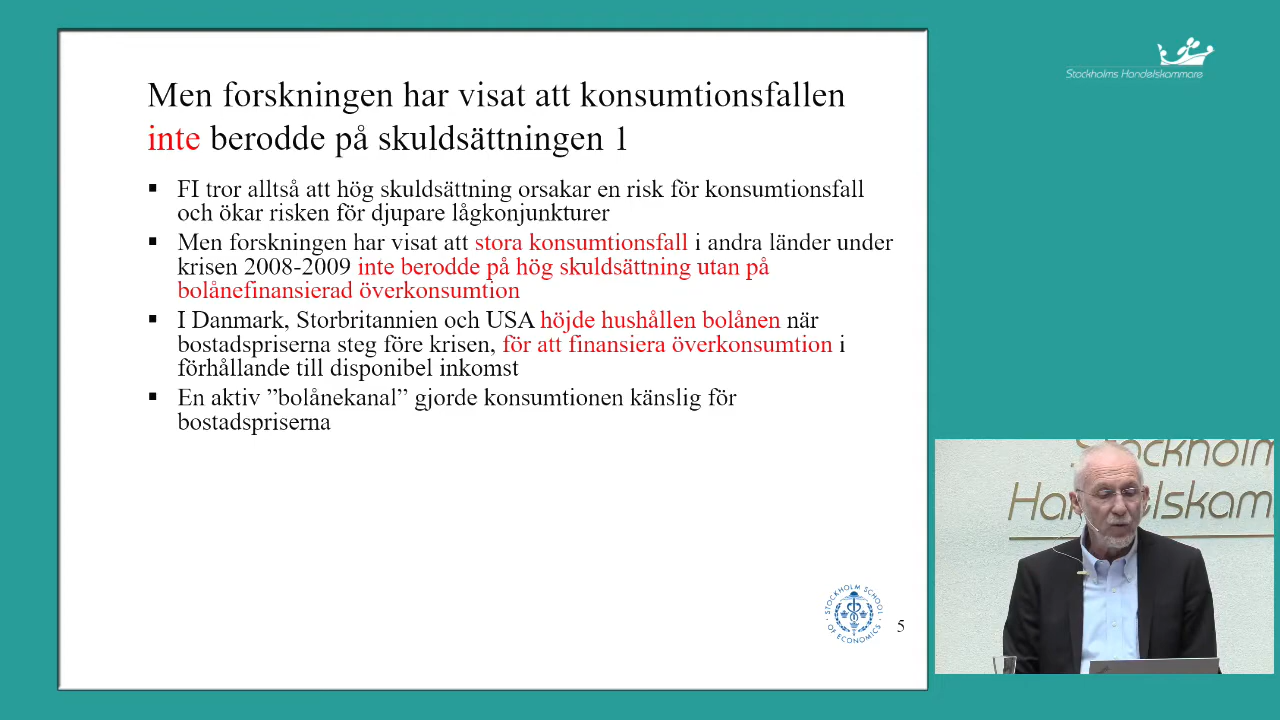 Stockholms Handelskammare
Men forskningen har visat att konsumtionsfallen
inte berodde på skuldsättningen 1
▪ FI tror alltså att hög skuldsättning orsakar en risk för konsumtionsfall
och ökar risken för djupare lågkonjunkturer
▪ Men forskningen har visat att stora konsumtionsfall i andra länder under
krisen 2008-2009 inte berodde på hög skuldsättning utan på
bolånefinansierad överkonsumtion
▪ I Danmark, Storbritannien och USA höjde hushållen bolånen när
bostadspriserna steg före krisen, för att finansiera överkonsumtion i
förhållande till disponibel inkomst
▪ En aktiv ”bolånekanal” gjorde konsumtionen känslig för
bostadspriserna
STOCKHOLM SCHOOL
OF ECONOMICS
5
Stockholm
Handelskamm